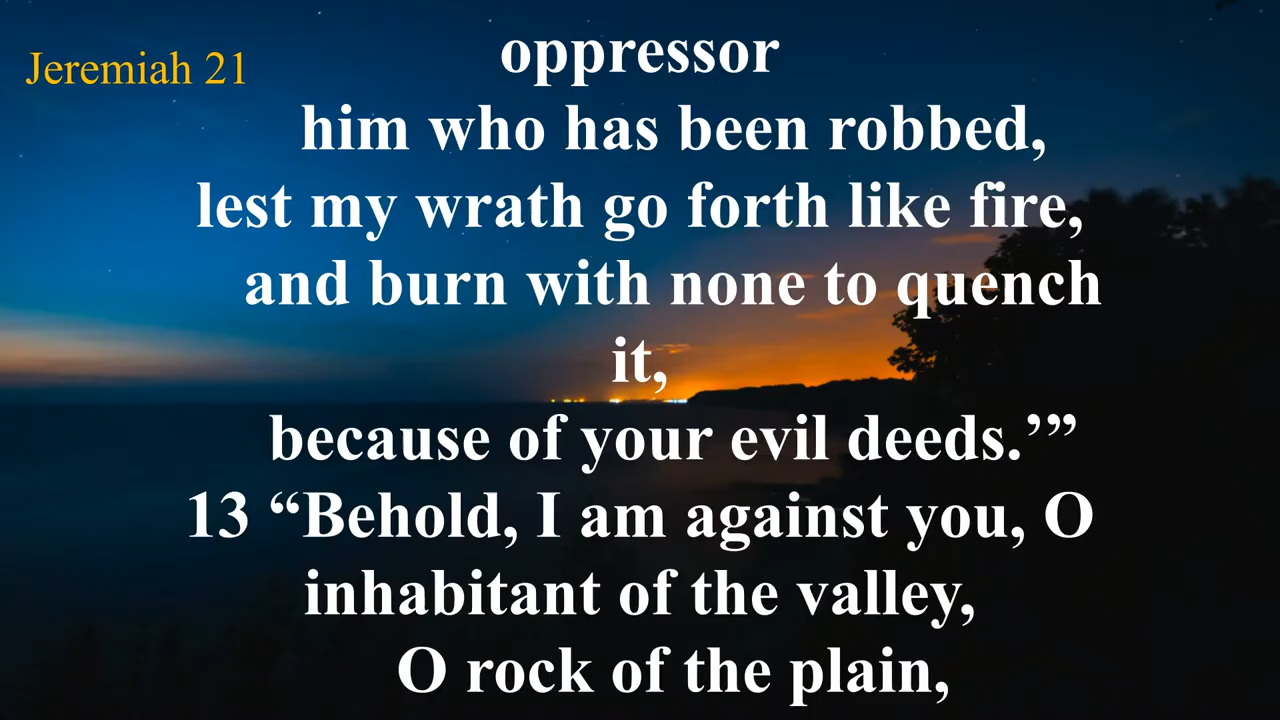 Jeremiah 21
oppressor
him who has been robbed,
lest my wrath go forth like fire,
and burn with none to quench
it,
because of your evil deeds.’”
13 “Behold, I am against you, O
inhabitant of the valley,
O rock of the plain,